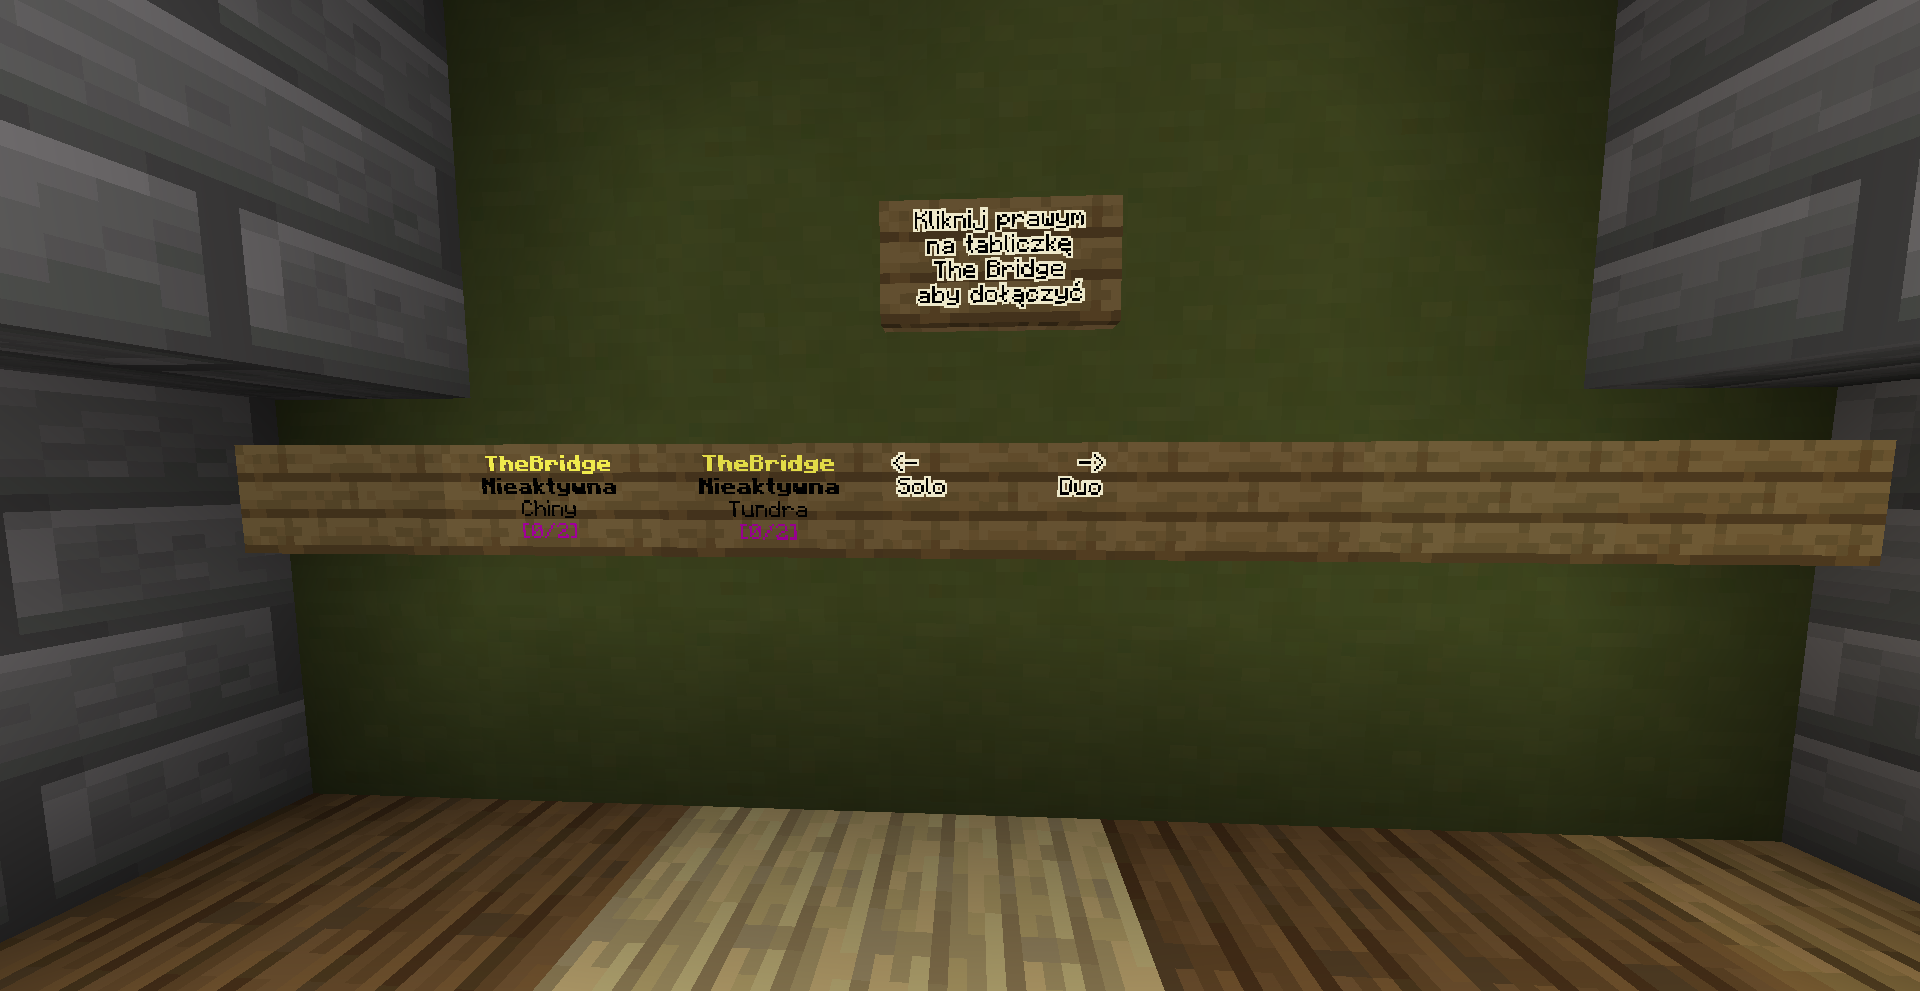 Kliknij prawym
na tabliczkę
The Bridge
aby dołączyć
TheBridge
Nieaktywna
Chiny
[0/2]
TheBridge
Nieaktywna
Tundra
[0/2]
←
Solo
→
Duo